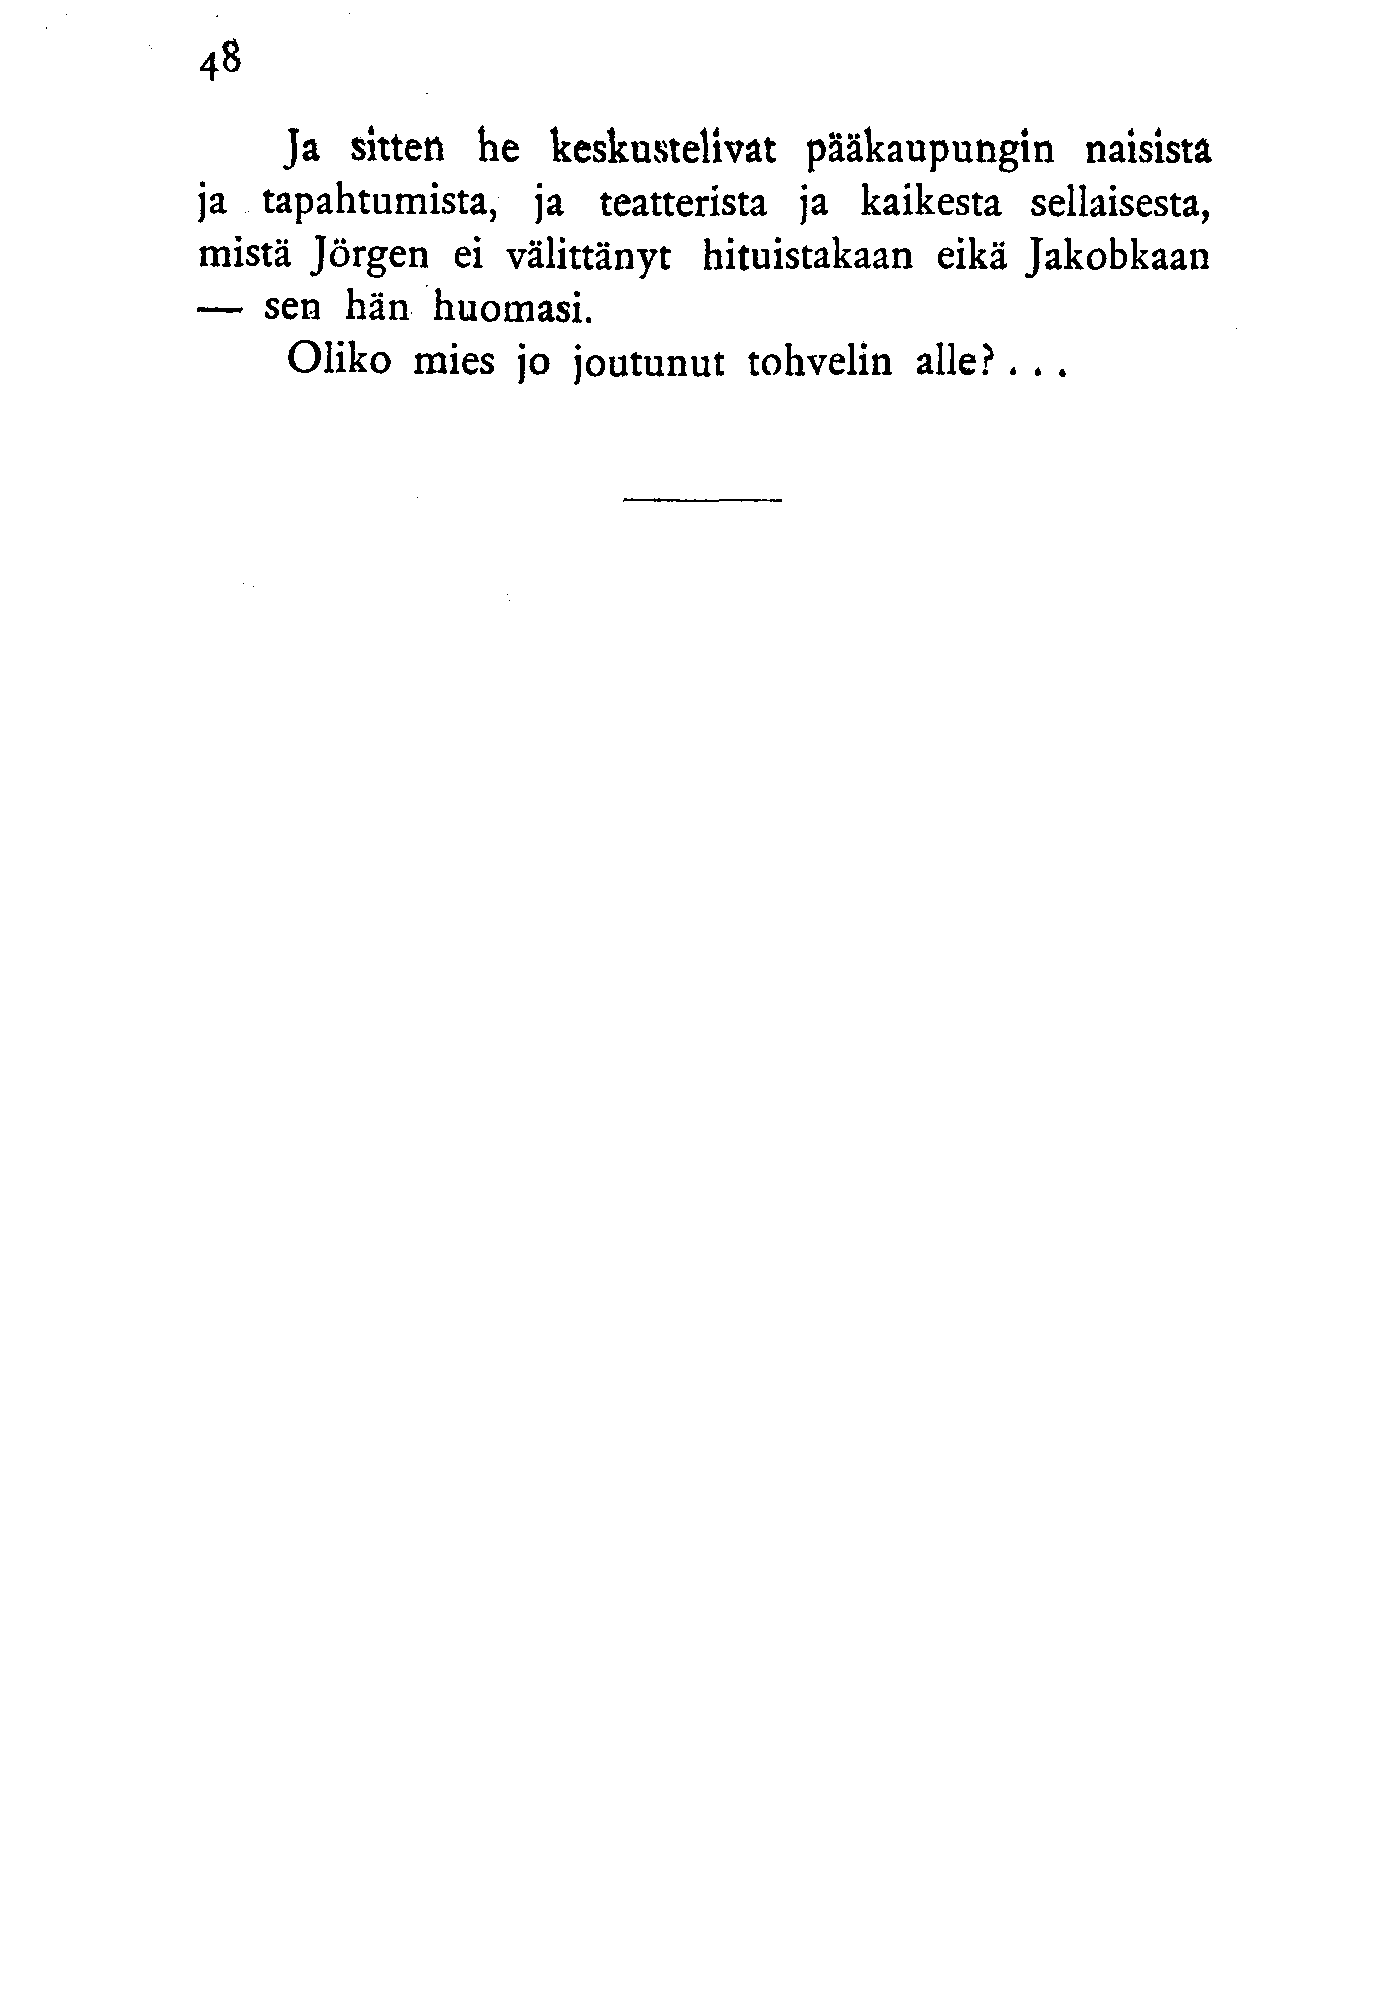 48
Ja sitten he keskustelivat pääkaupungin naisista
ja tapahtumista, ja teatterista ja kaikesta sellaisesta,
mistä Jörgen ei välittänyt hituistakaan eikä Jakobkaan
— sen hän huomasi.
Oliko mies jo joutunut tohvelin alle? . . .